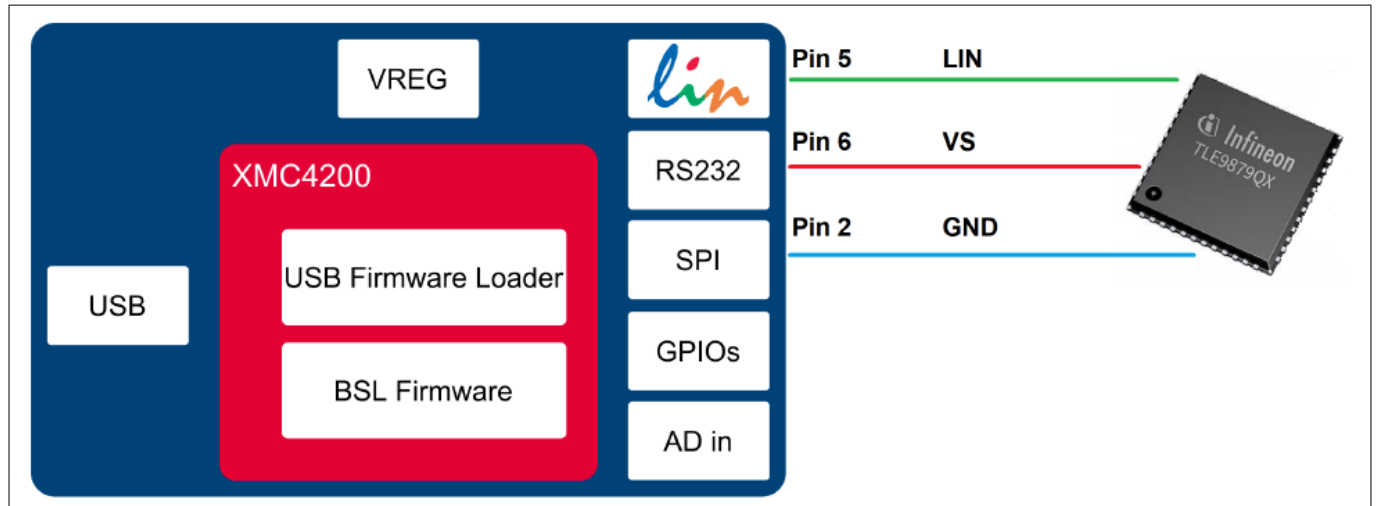 VREG
lin
Pin 5 LIN
XMC4200
RS232
Pin 6 VS
Infineon
TLE9879QX
USB Firmware Loader
SPI
Pin 2 GND
USB
GPIOs
BSL Firmware
AD in